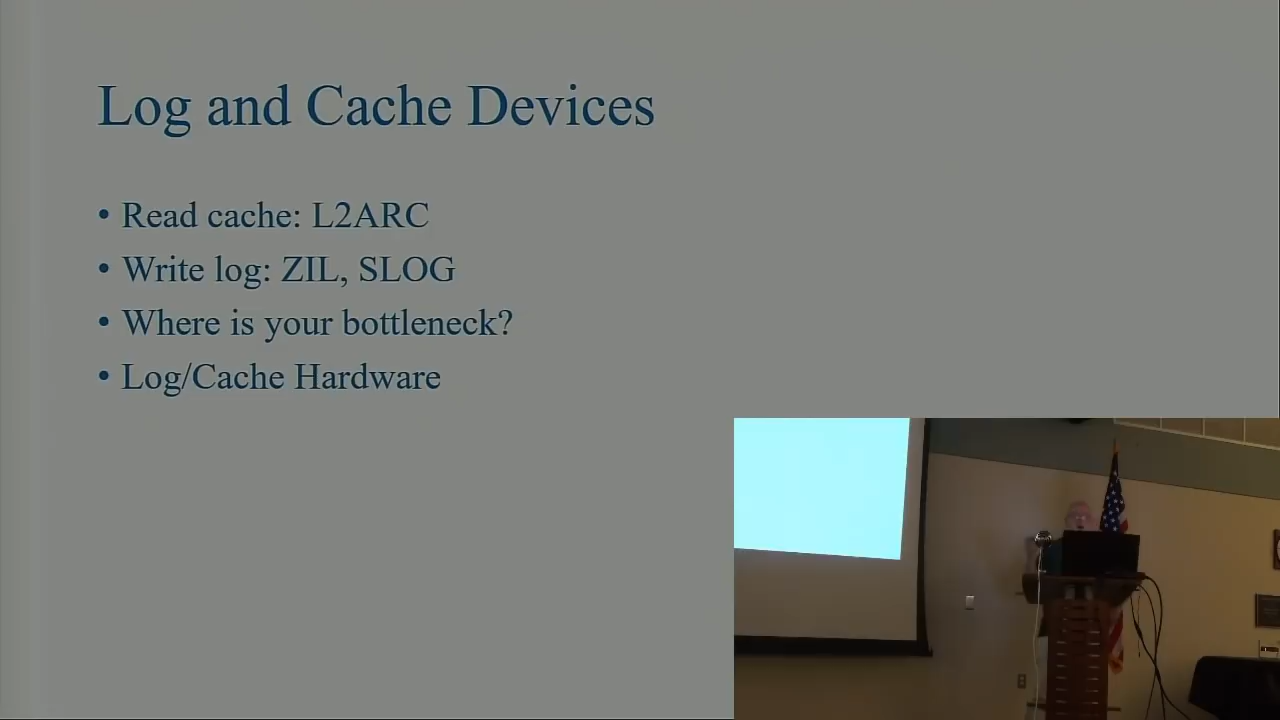 Log and Cache Devices
• Read cache: L2ARC
• Write log: ZIL, SLOG
• Where is your bottleneck?
• Log/Cache Hardware